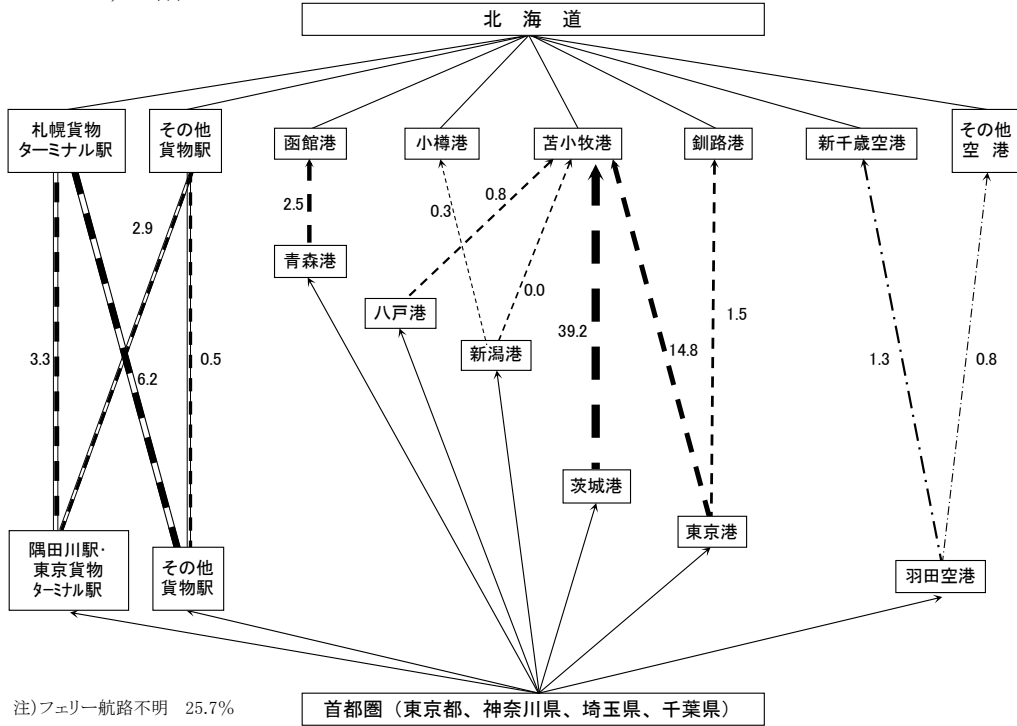 北 海 道
札幌貨物
ターミナル駅
その他
貨物駅
函館港
小樽港
苫小牧港
釧路港
新千歳空港
その他
空 港
2.9
2.5
0.3
0.8
青森港
0.0
八戸港
新潟港
3.3
6.2
0.5
39.2
14.8
1.5
1.3
0.8
茨城港
東京港
隅田川駅・
東京貨物
ターミナル駅
その他
貨物駅
羽田空港
注)フェリー航路不明 25.7%
首都圏（東京都、神奈川県、埼玉県、千葉県）